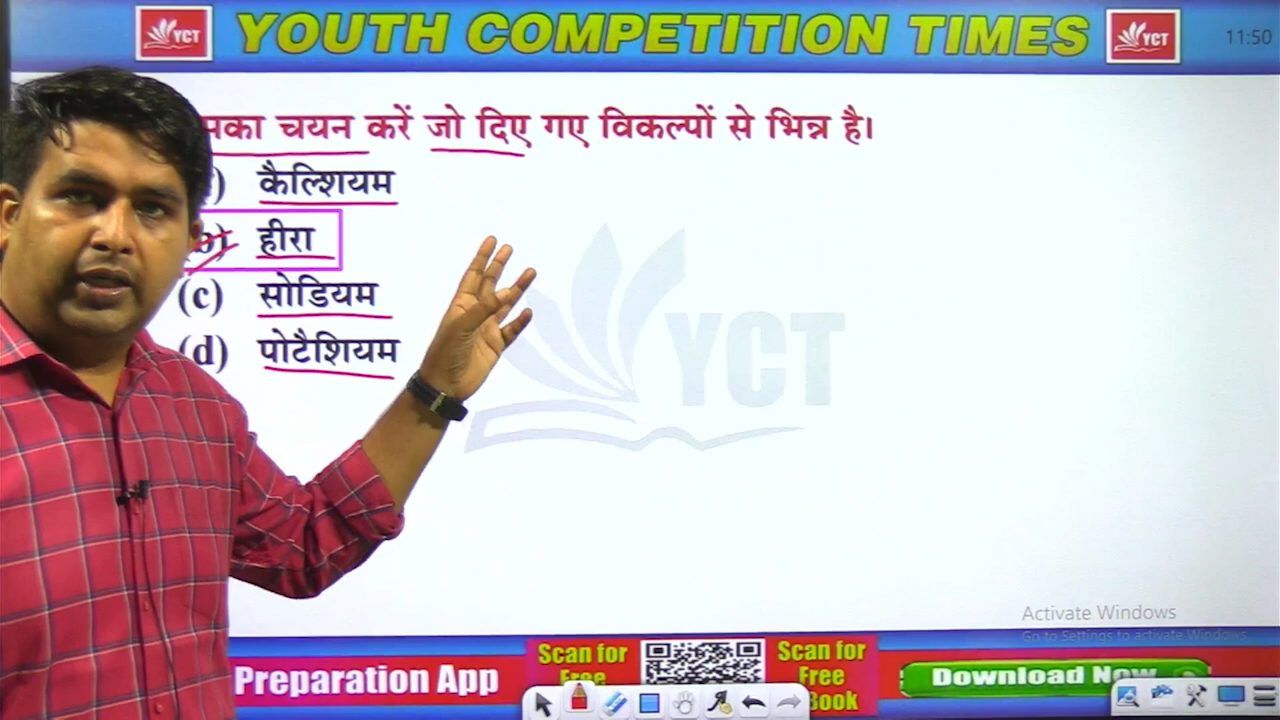 YCT YOUTH COMPETITION TIMES YCT 11:50
चयन करें जो दिए गए विकल्पों से भिन्न है।
कैल्शियम
(b) हीरा
(c) सोडियम
(d) पोटैशियम
YCT
Activate Windows
Go to Settings to activate Windows.
Preparation App
Scan for
Free
Scan for
Free
Book
Download Now